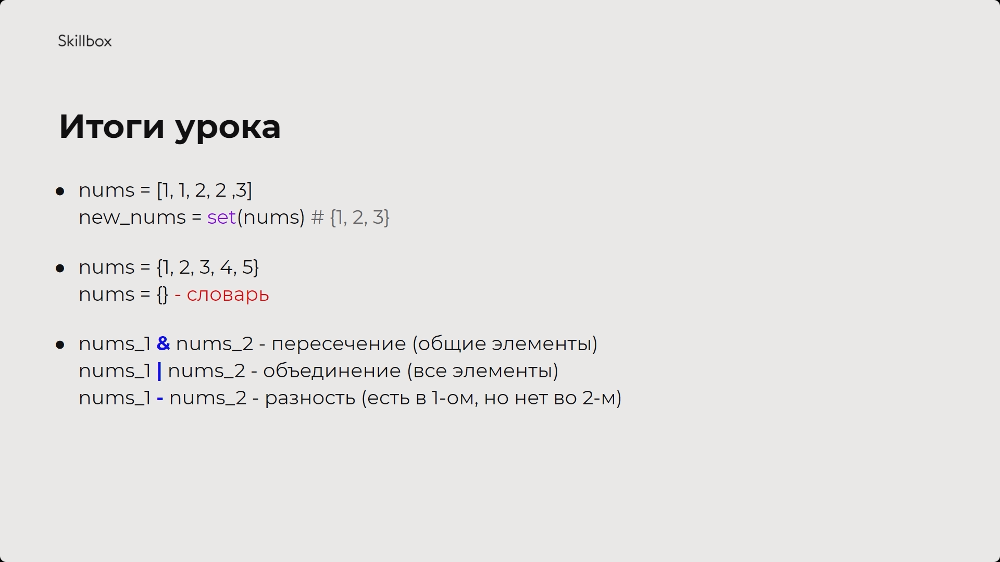 Skillbox
Итоги урока
● nums = [1, 1, 2, 2 ,3]
new_nums = set(nums) # {1, 2, 3}
● nums = {1, 2, 3, 4, 5}
nums = {} - словарь
● nums_1 & nums_2 - пересечение (общие элементы)
nums_1 | nums_2 - объединение (все элементы)
nums_1 - nums_2 - разность (есть в 1-ом, но нет во 2-м)